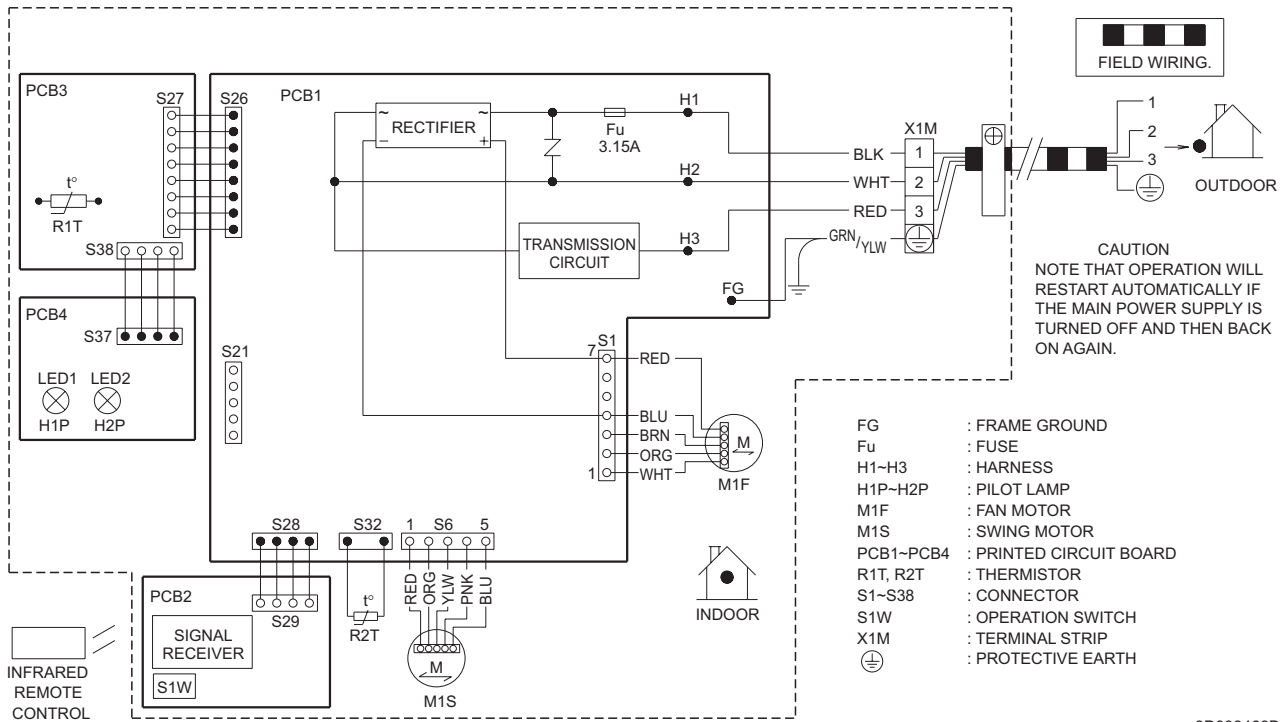 PCB3
S27
S26
PCB1
~
~
RECTIFIER
−
+
Fu
3.15A
H1
H2
H3
TRANSMISSION
CIRCUIT
FG
BLK
WHT
RED
GRN/YLW
X1M
1
2
3
FIELD WIRING.
1
2
3
OUTDOOR
CAUTION
NOTE THAT OPERATION WILL
RESTART AUTOMATICALLY IF
THE MAIN POWER SUPPLY IS
TURNED OFF AND THEN BACK
ON AGAIN.
t°
R1T
S38
PCB4
S37
LED1 LED2
H1P H2P
S21
S1
7
RED
BLU
BRN
ORG
1
WHT
M
M1F
S28
S32
1 S6 5
RED
ORG
YLW
PNK
BLU
t°
R2T
M
M1S
PCB2
S29
SIGNAL
RECEIVER
S1W
INFRARED
REMOTE
CONTROL
INDOOR
FG : FRAME GROUND
Fu : FUSE
H1~H3 : HARNESS
H1P~H2P : PILOT LAMP
M1F : FAN MOTOR
M1S : SWING MOTOR
PCB1~PCB4 : PRINTED CIRCUIT BOARD
R1T, R2T : THERMISTOR
S1~S38 : CONNECTOR
S1W : OPERATION SWITCH
X1M : TERMINAL STRIP
: PROTECTIVE EARTH